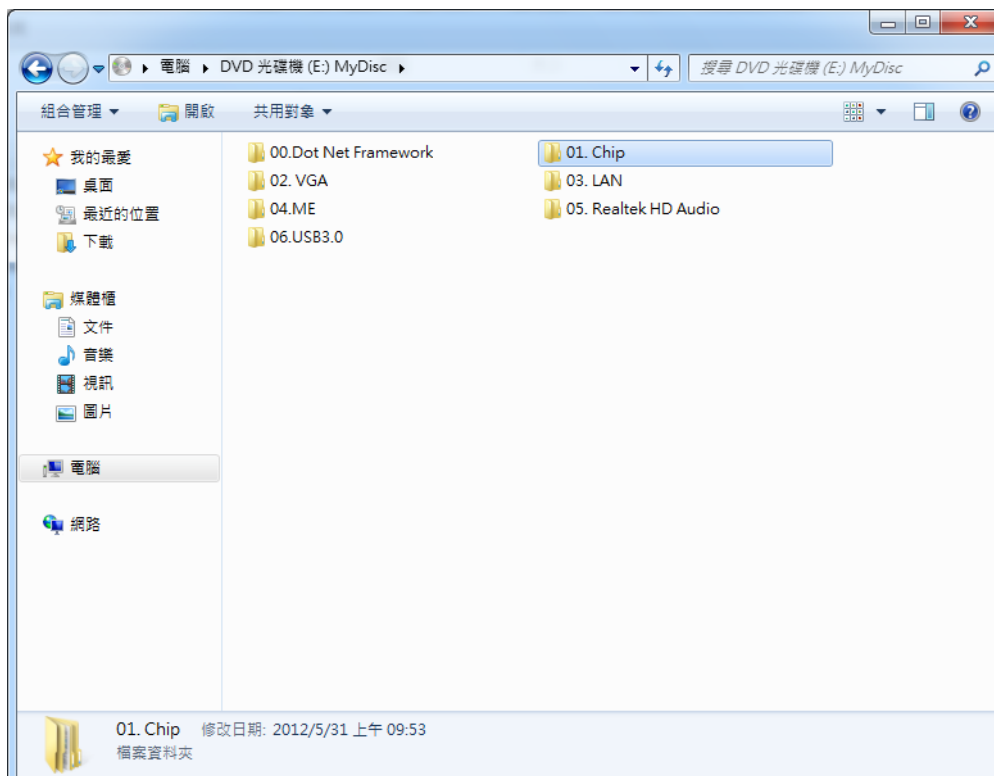 電腦 ▸ DVD 光碟機 (E:) MyDisc ▸ 搜尋 DVD 光碟機 (E:) MyDisc
組合管理 開啟 共用對象
我的最愛
桌面
最近的位置
下載
媒體櫃
文件
音樂
視訊
圖片
電腦
網路
00.Dot Net Framework 01. Chip
02. VGA 03. LAN
04.ME 05. Realtek HD Audio
06.USB3.0
01. Chip 修改日期: 2012/5/31 上午 09:53
檔案資料夾